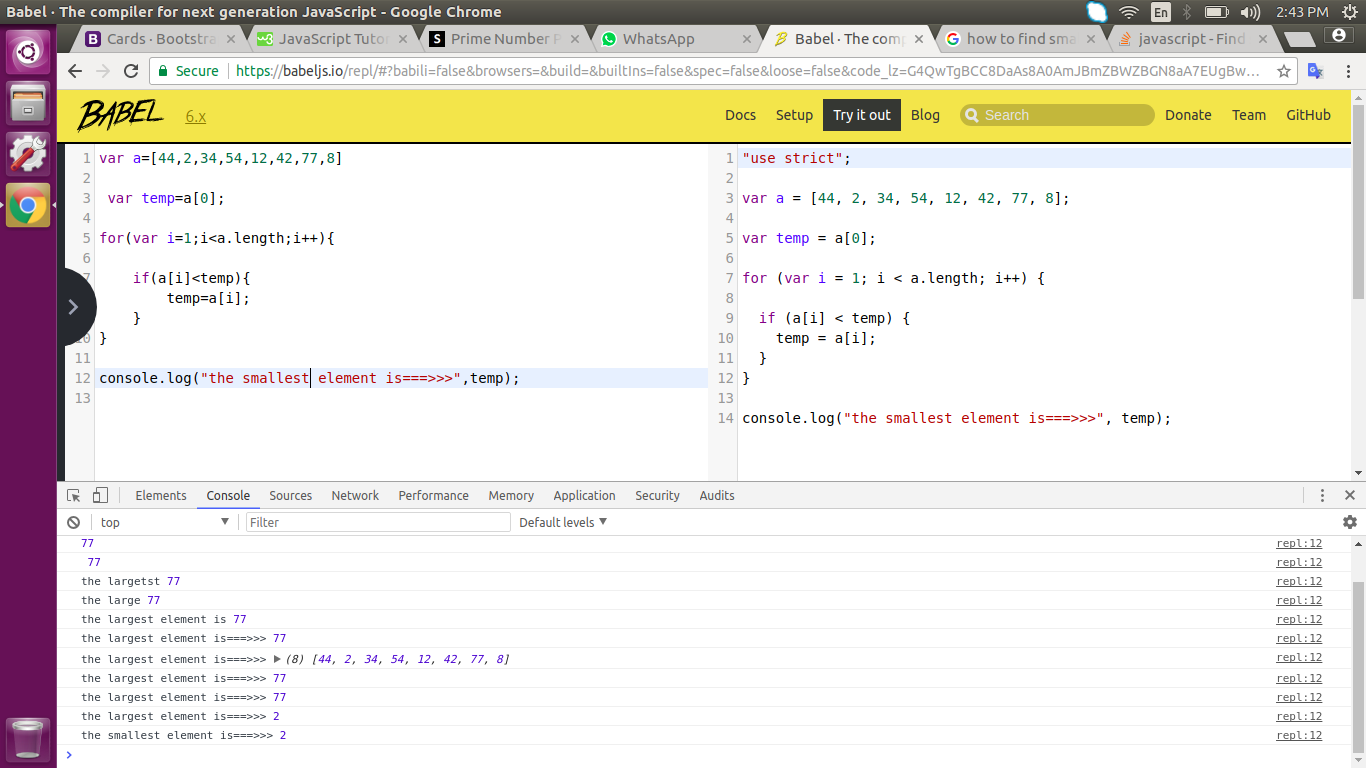 Babel · The compiler for next generation JavaScript - Google Chrome
En
2:43 PM
Cards · Bootstra
JavaScript Tutor
Prime Number P
WhatsApp
Babel · The comp
how to find sma
javascript - Find
Secure
https://babeljs.io/repl/#?babili=false&browsers=&build=&builtIns=false&spec=false&loose=false&code_lz=G4QwTgBCC8DaAs8A0AmJBmZBWZBGN8aA7EUgBw…
BABEL
6.x
Docs
Setup
Try it out
Blog
Search
Donate
Team
GitHub
1 var a=[44,2,34,54,12,42,77,8]
2
3 var temp=a[0];
4
5 for(var i=1;i<a.length;i++){
6
7 if(a[i]<temp){
temp=a[i];
}
10 }
11
12 console.log("the smallest element is===>>>",temp);
13
1 "use strict";
2
3 var a = [44, 2, 34, 54, 12, 42, 77, 8];
4
5 var temp = a[0];
6
7 for (var i = 1; i < a.length; i++) {
8
9 if (a[i] < temp) {
10 temp = a[i];
11 }
12 }
13
14 console.log("the smallest element is===>>>", temp);
Elements
Console
Sources
Network
Performance
Memory
Application
Security
Audits
top
Filter
Default levels
77 repl:12
77 repl:12
the largetst 77 repl:12
the large 77 repl:12
the largest element is 77 repl:12
the largest element is===>>> 77 repl:12
the largest element is===>>> (8) [44, 2, 34, 54, 12, 42, 77, 8] repl:12
the largest element is===>>> 77 repl:12
the largest element is===>>> 77 repl:12
the largest element is===>>> 2 repl:12
the smallest element is===>>> 2 repl:12